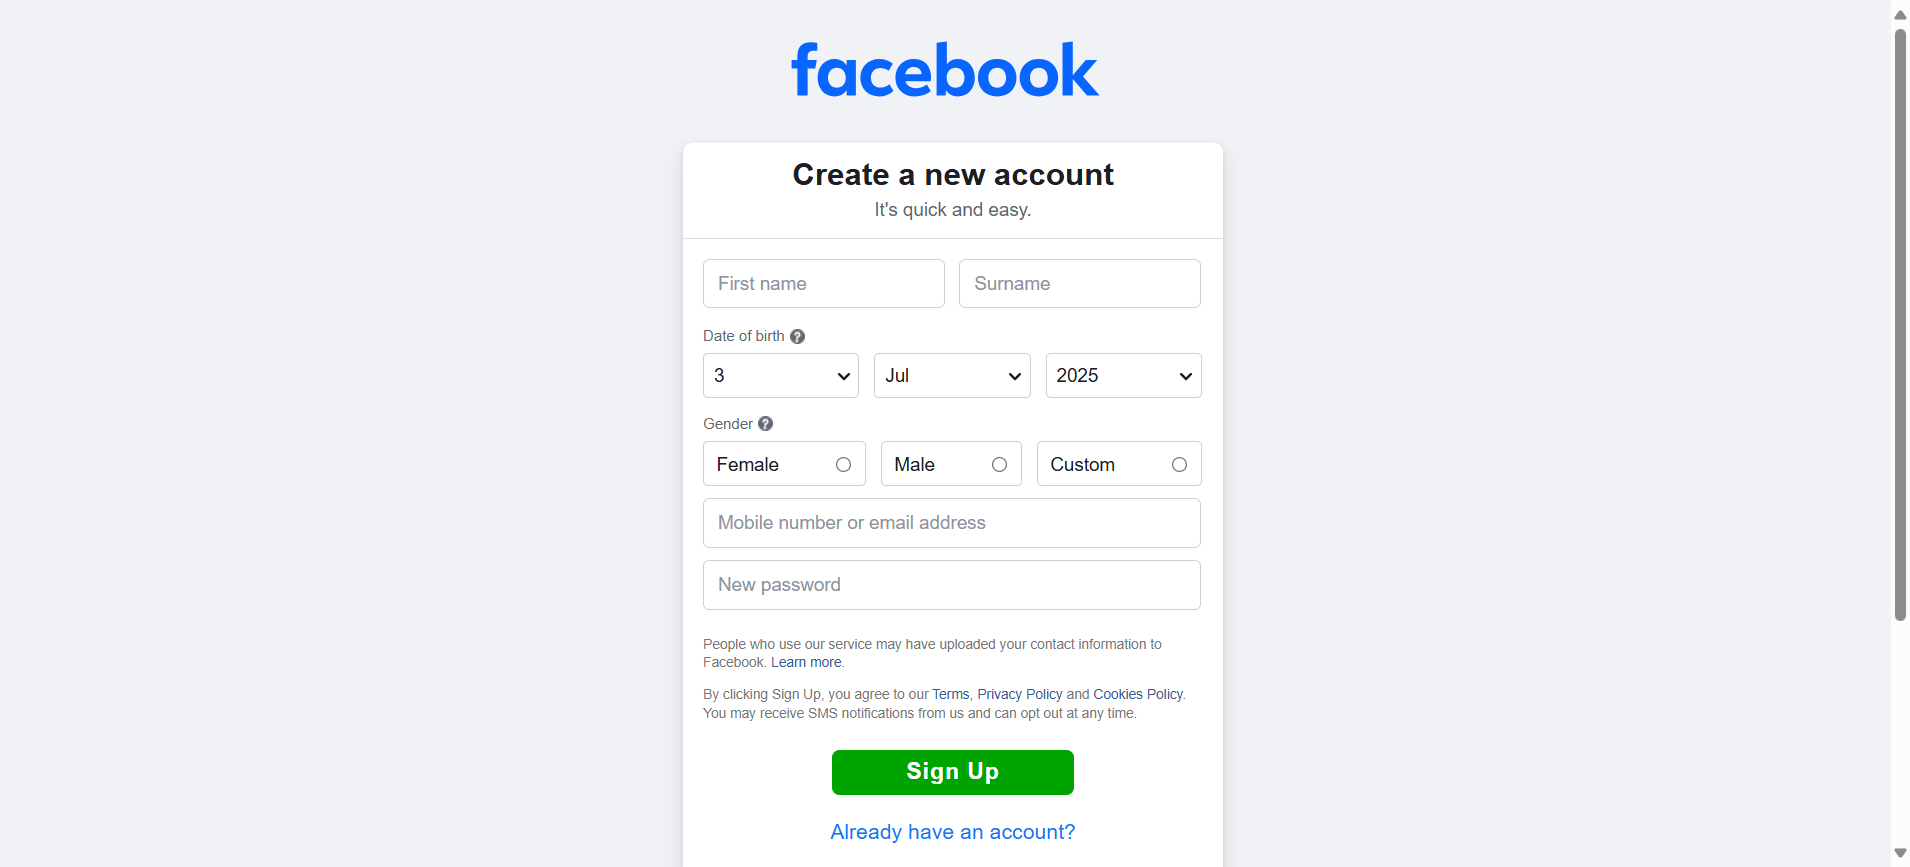 facebook
Create a new account
It's quick and easy.
First name Surname
Date of birth ?
3 Jul 2025
Gender ?
Female Male Custom
Mobile number or email address
New password
People who use our service may have uploaded your contact information to
Facebook. Learn more.
By clicking Sign Up, you agree to our Terms, Privacy Policy and Cookies Policy.
You may receive SMS notifications from us and can opt out at any time.
Sign Up
Already have an account?